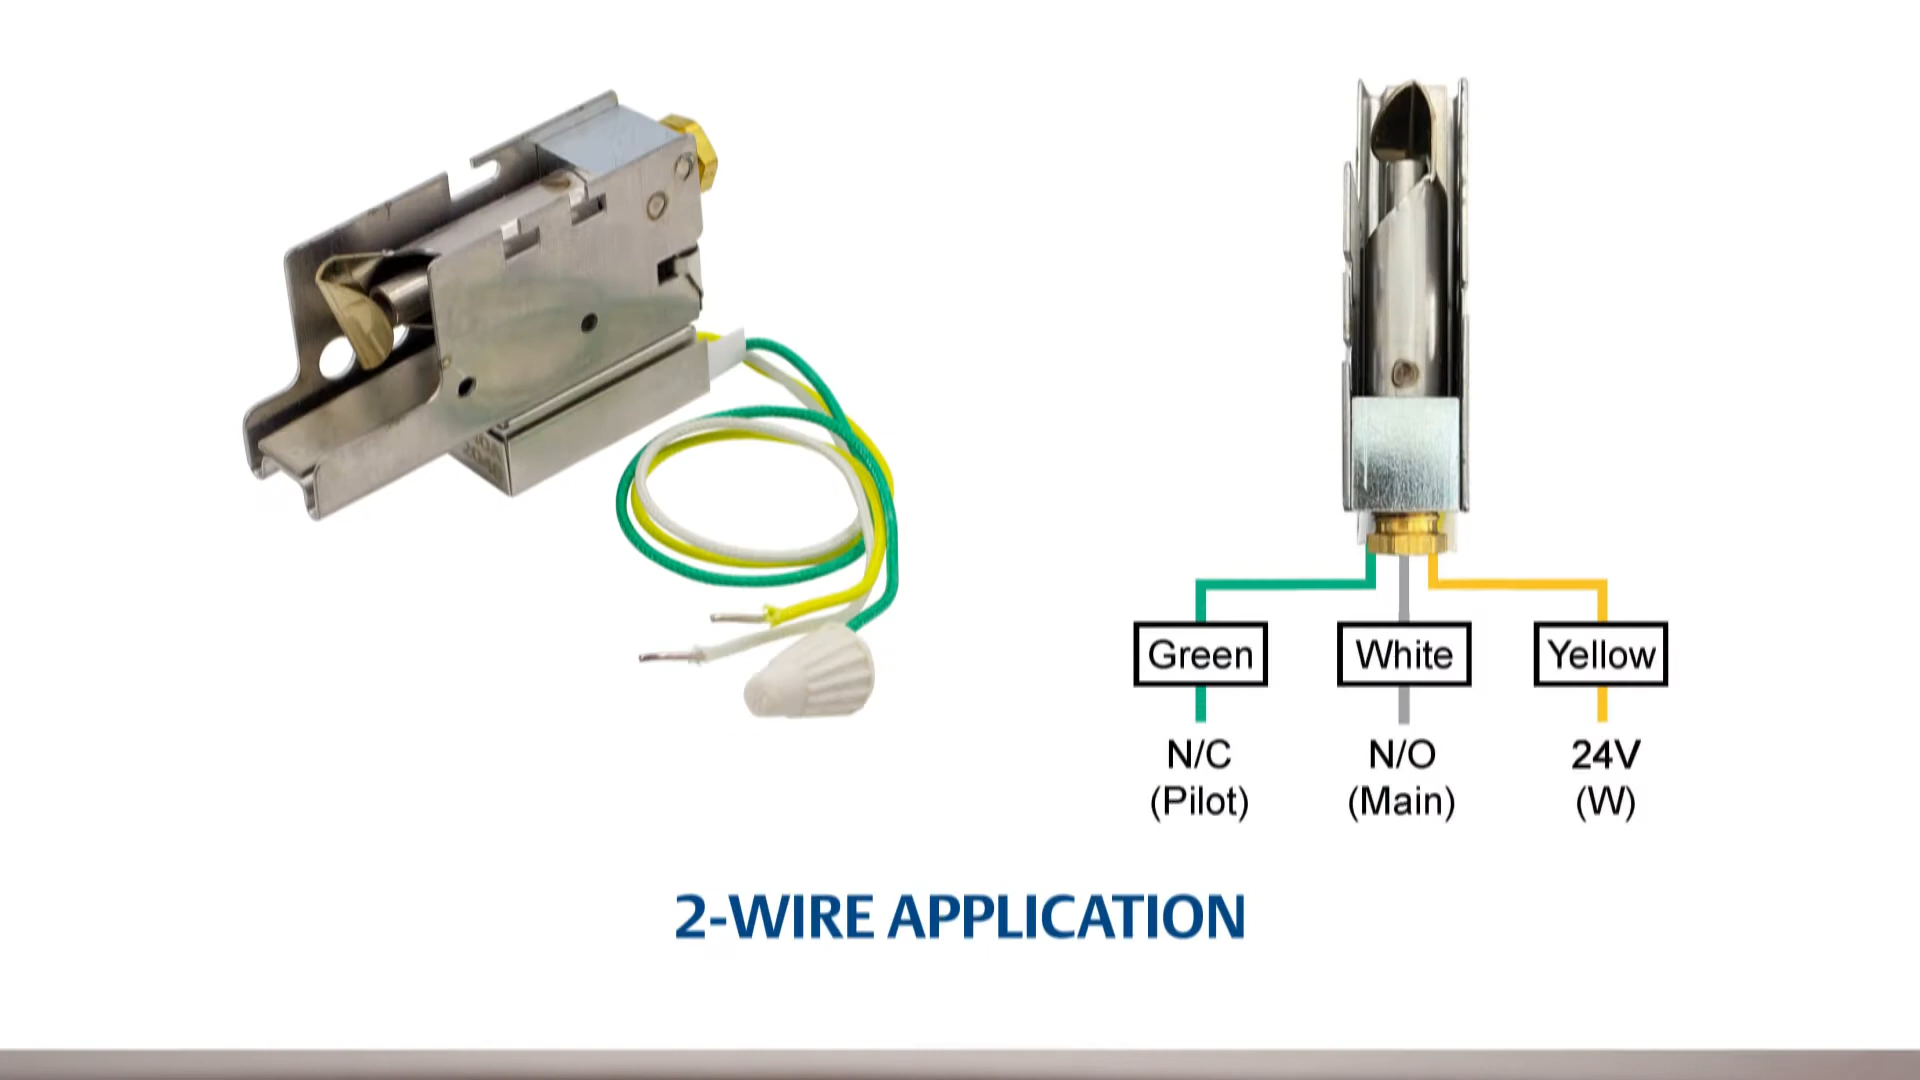 Green
White
Yellow
N/C
(Pilot)
N/O
(Main)
24V
(W)
2-WIRE APPLICATION